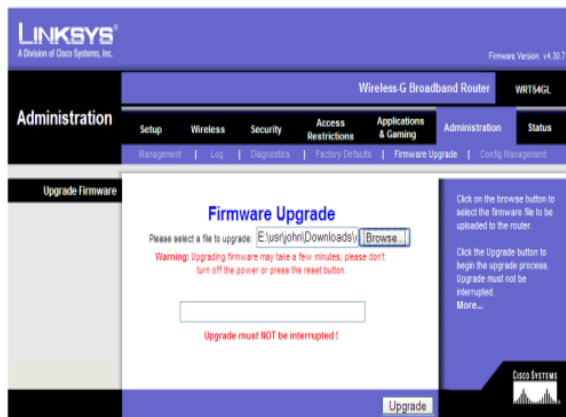 LINKSYS®
A Division of Cisco Systems, Inc.
Firmware Version: v4.30.7
Wireless-G Broadband Router
WRT54GL
Administration
Setup
Wireless
Security
Access Restrictions
Applications & Gaming
Administration
Status
Management | Log | Diagnostics | Factory Defaults | Firmware Upgrade | Config Management
Upgrade Firmware
Firmware Upgrade
Please select a file to upgrade: E:\usr\john\Downloads\ Browse...
Warning: Upgrading firmware may take a few minutes, please don't
turn off the power or press the reset button.
Upgrade must NOT be interrupted !
Click on the browse button to
select the firmware file to be
uploaded to the router.
Click the Upgrade button to
begin the upgrade process.
Upgrade must not be
interrupted.
More...
CISCO SYSTEMS
Upgrade